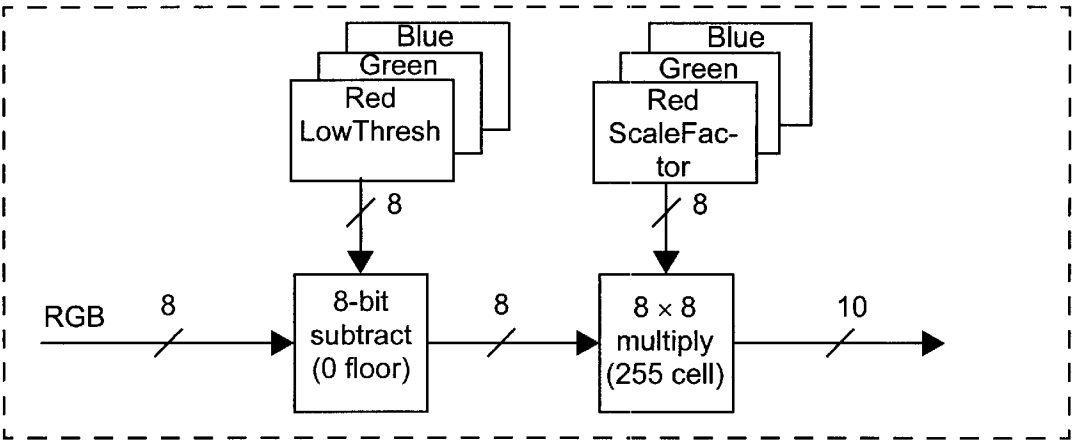 Blue
Green
Red
LowThresh
8
Blue
Green
Red
ScaleFac-
tor
8
RGB
8
8-bit
subtract
(0 floor)
8
8 × 8
multiply
(255 cell)
10